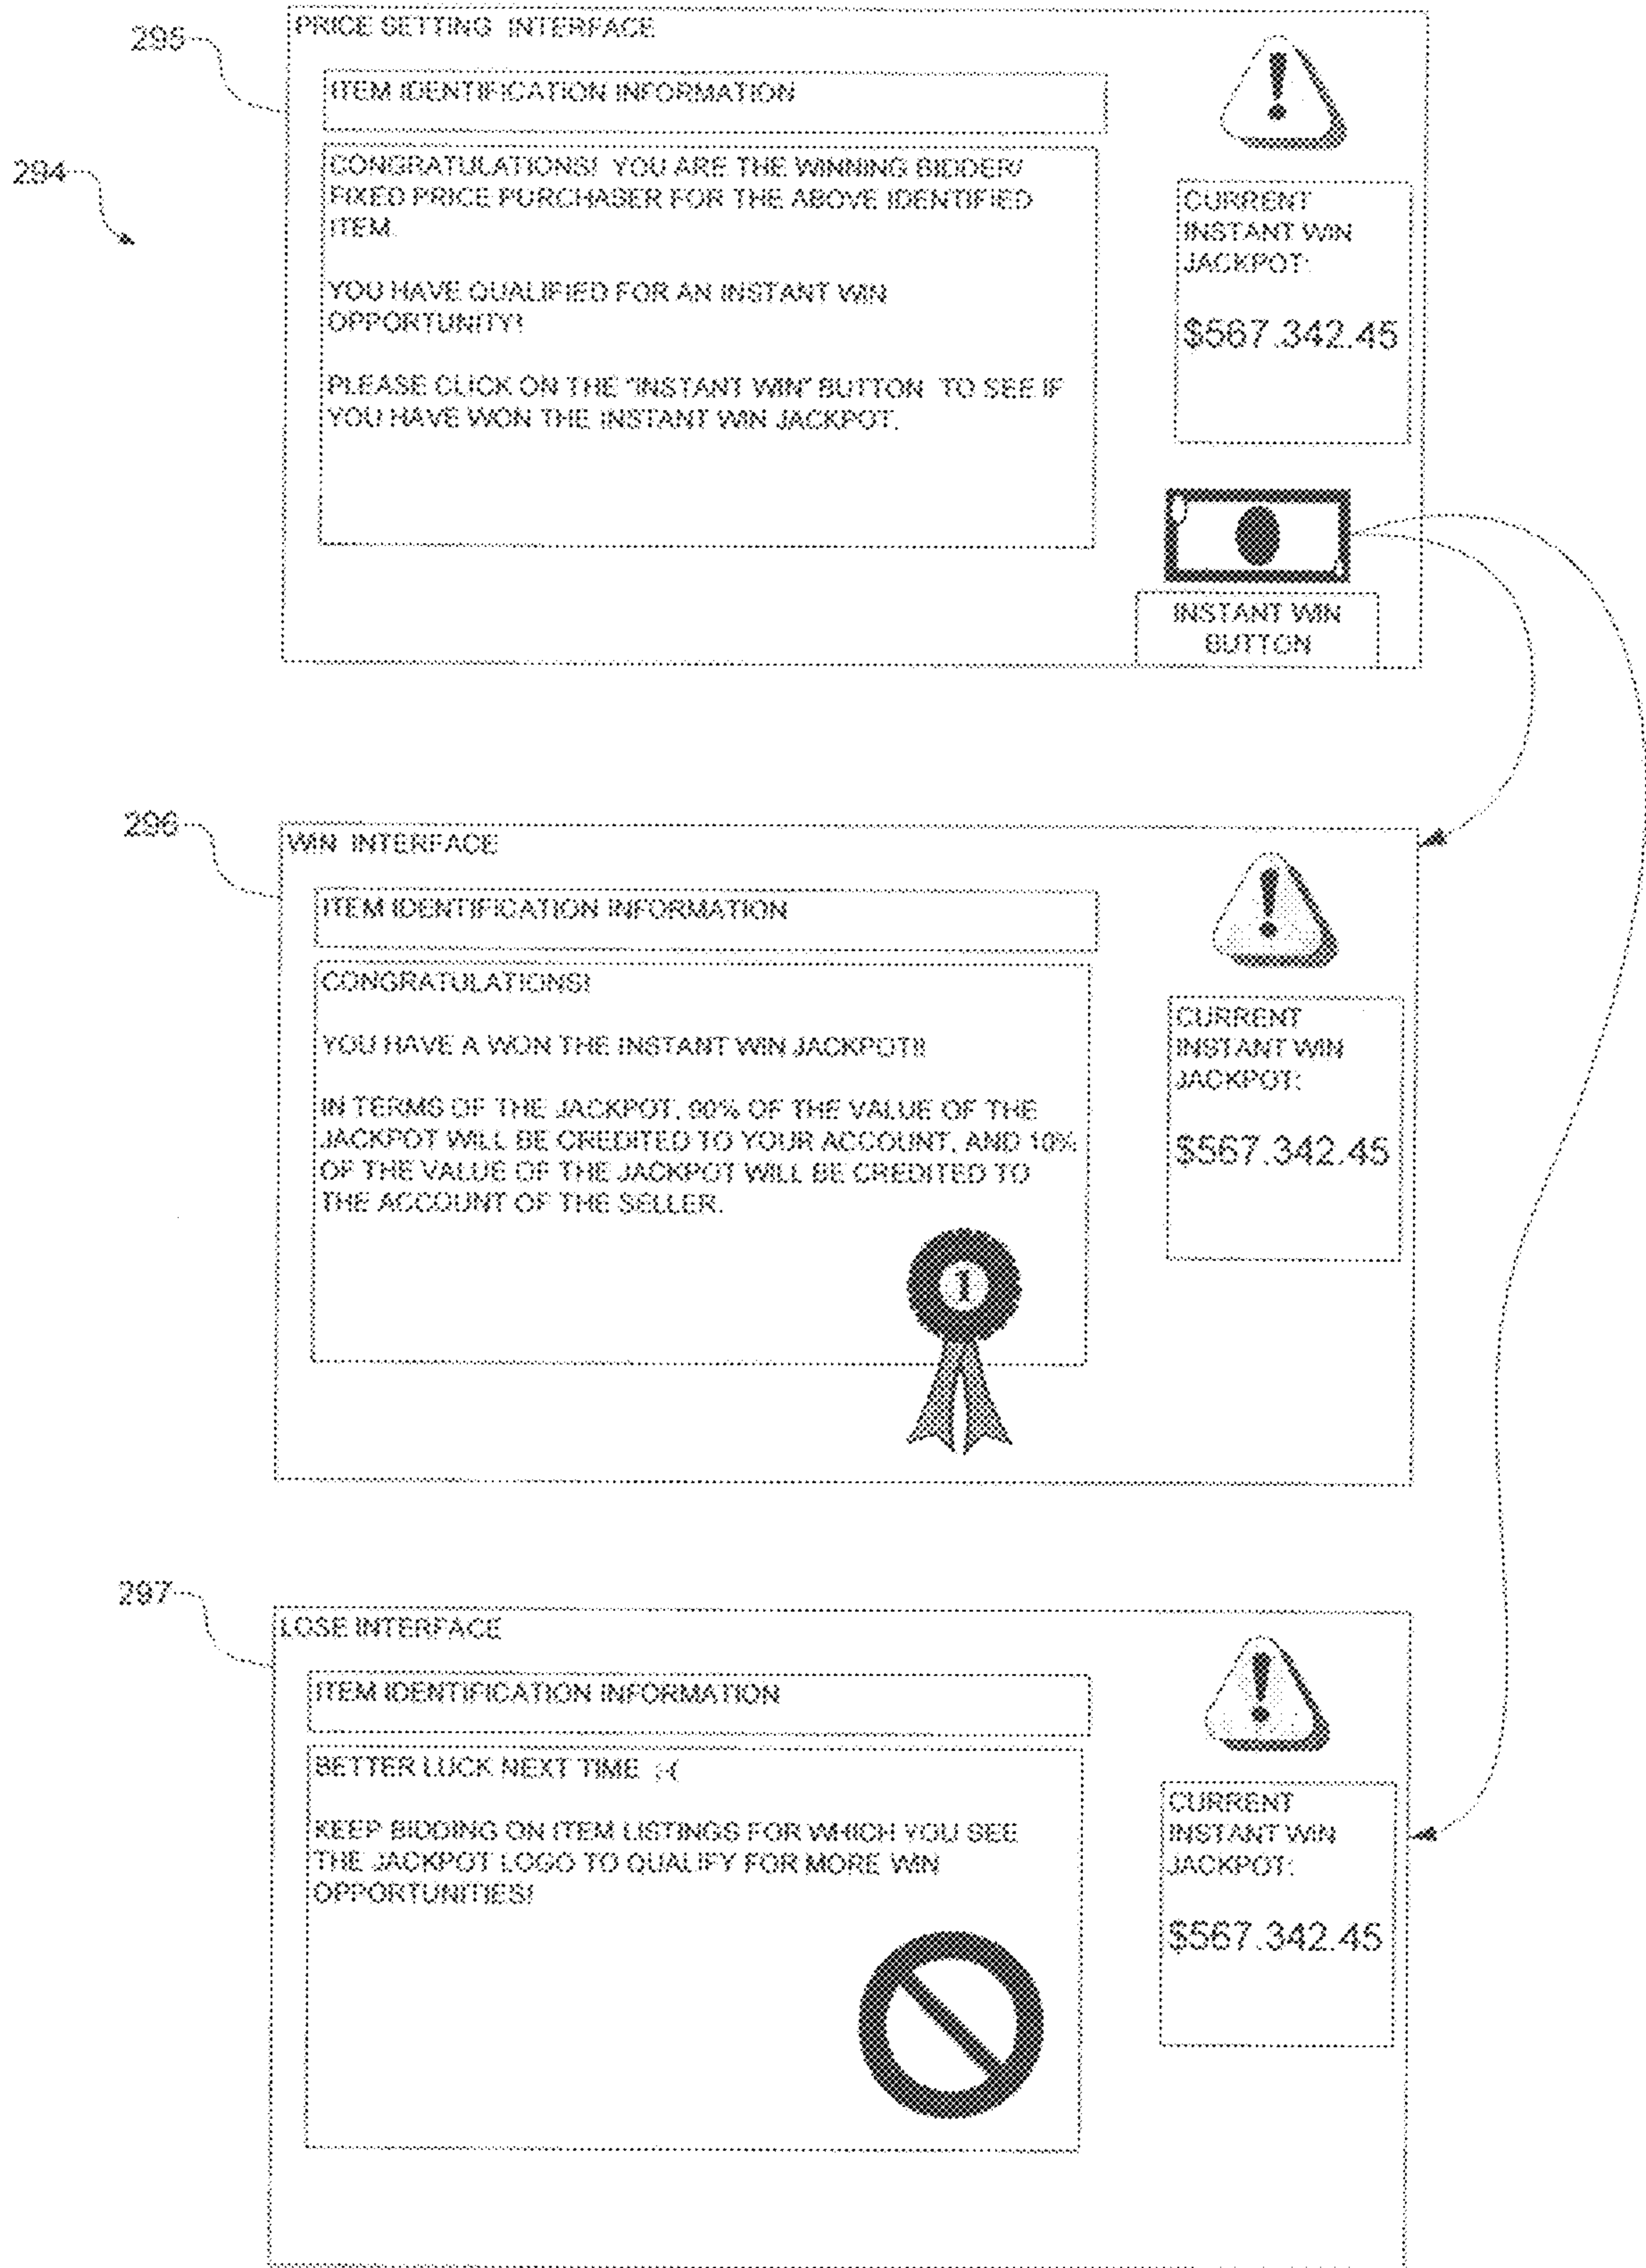 295
PRICE SETTING INTERFACE
ITEM IDENTIFICATION INFORMATION
294
CONGRATULATIONS! YOU ARE THE WINNING BIDDER/
FIXED PRICE PURCHASER FOR THE ABOVE IDENTIFIED
ITEM.
YOU HAVE QUALIFIED FOR AN INSTANT WIN
OPPORTUNITY!
PLEASE CLICK ON THE "INSTANT WIN" BUTTON TO SEE IF
YOU HAVE WON THE INSTANT WIN JACKPOT.
CURRENT
INSTANT WIN
JACKPOT:
$567.342.45
INSTANT WIN
BUTTON
296
WIN INTERFACE
ITEM IDENTIFICATION INFORMATION
CONGRATULATIONS!
YOU HAVE A WON THE INSTANT WIN JACKPOT!!
IN TERMS OF THE JACKPOT, 90% OF THE VALUE OF THE
JACKPOT WILL BE CREDITED TO YOUR ACCOUNT, AND 10%
OF THE VALUE OF THE JACKPOT WILL BE CREDITED TO
THE ACCOUNT OF THE SELLER.
1
CURRENT
INSTANT WIN
JACKPOT:
$567.342.45
297
LOSE INTERFACE
ITEM IDENTIFICATION INFORMATION
BETTER LUCK NEXT TIME :-(
KEEP BIDDING ON ITEM LISTINGS FOR WHICH YOU SEE
THE JACKPOT LOGO TO QUALIFY FOR MORE WIN
OPPORTUNITIES!
CURRENT
INSTANT WIN
JACKPOT:
$567.342.45